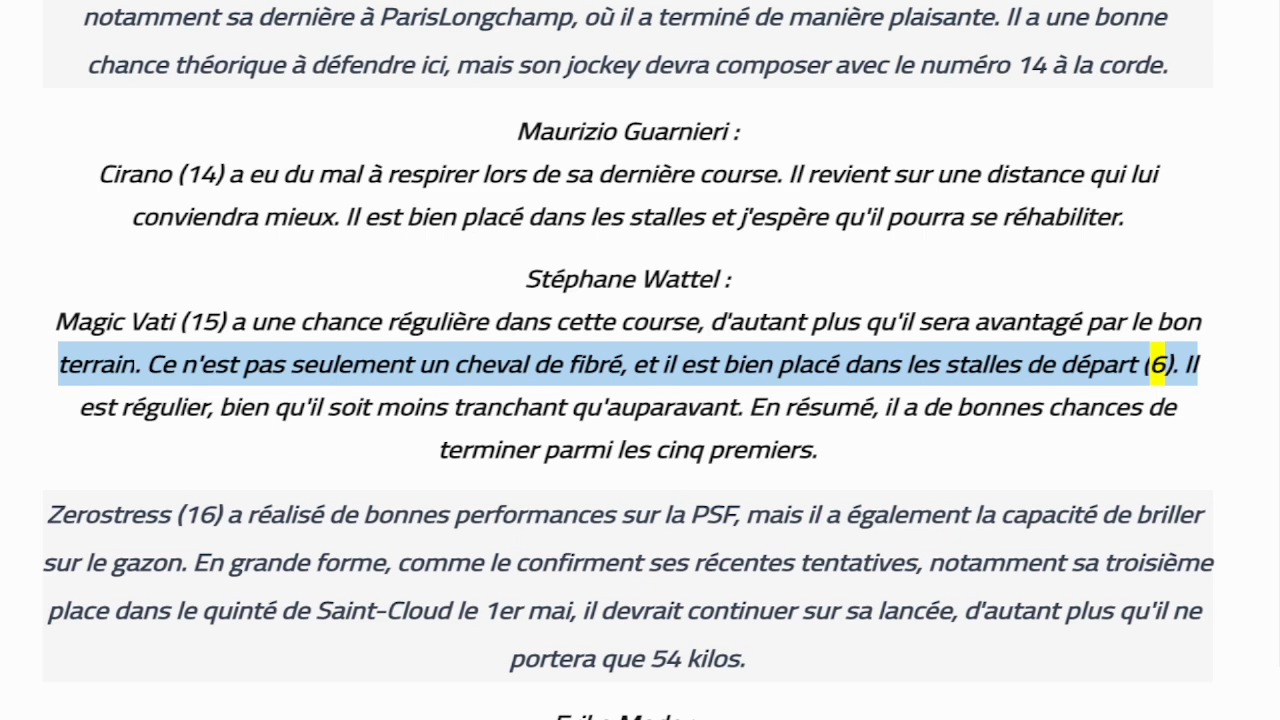 notamment sa dernière à ParisLongchamp, où il a terminé de manière plaisante. Il a une bonne
chance théorique à défendre ici, mais son jockey devra composer avec le numéro 14 à la corde.
Maurizio Guarnieri :
Cirano (14) a eu du mal à respirer lors de sa dernière course. Il revient sur une distance qui lui
conviendra mieux. Il est bien placé dans les stalles et j'espère qu'il pourra se réhabiliter.
Stéphane Wattel :
Magic Vati (15) a une chance régulière dans cette course, d'autant plus qu'il sera avantagé par le bon
terrain. Ce n'est pas seulement un cheval de fibré, et il est bien placé dans les stalles de départ (6). Il
est régulier, bien qu'il soit moins tranchant qu'auparavant. En résumé, il a de bonnes chances de
terminer parmi les cinq premiers.
Zerostress (16) a réalisé de bonnes performances sur la PSF, mais il a également la capacité de briller
sur le gazon. En grande forme, comme le confirment ses récentes tentatives, notamment sa troisième
place dans le quinté de Saint-Cloud le 1er mai, il devrait continuer sur sa lancée, d'autant plus qu'il ne
portera que 54 kilos.